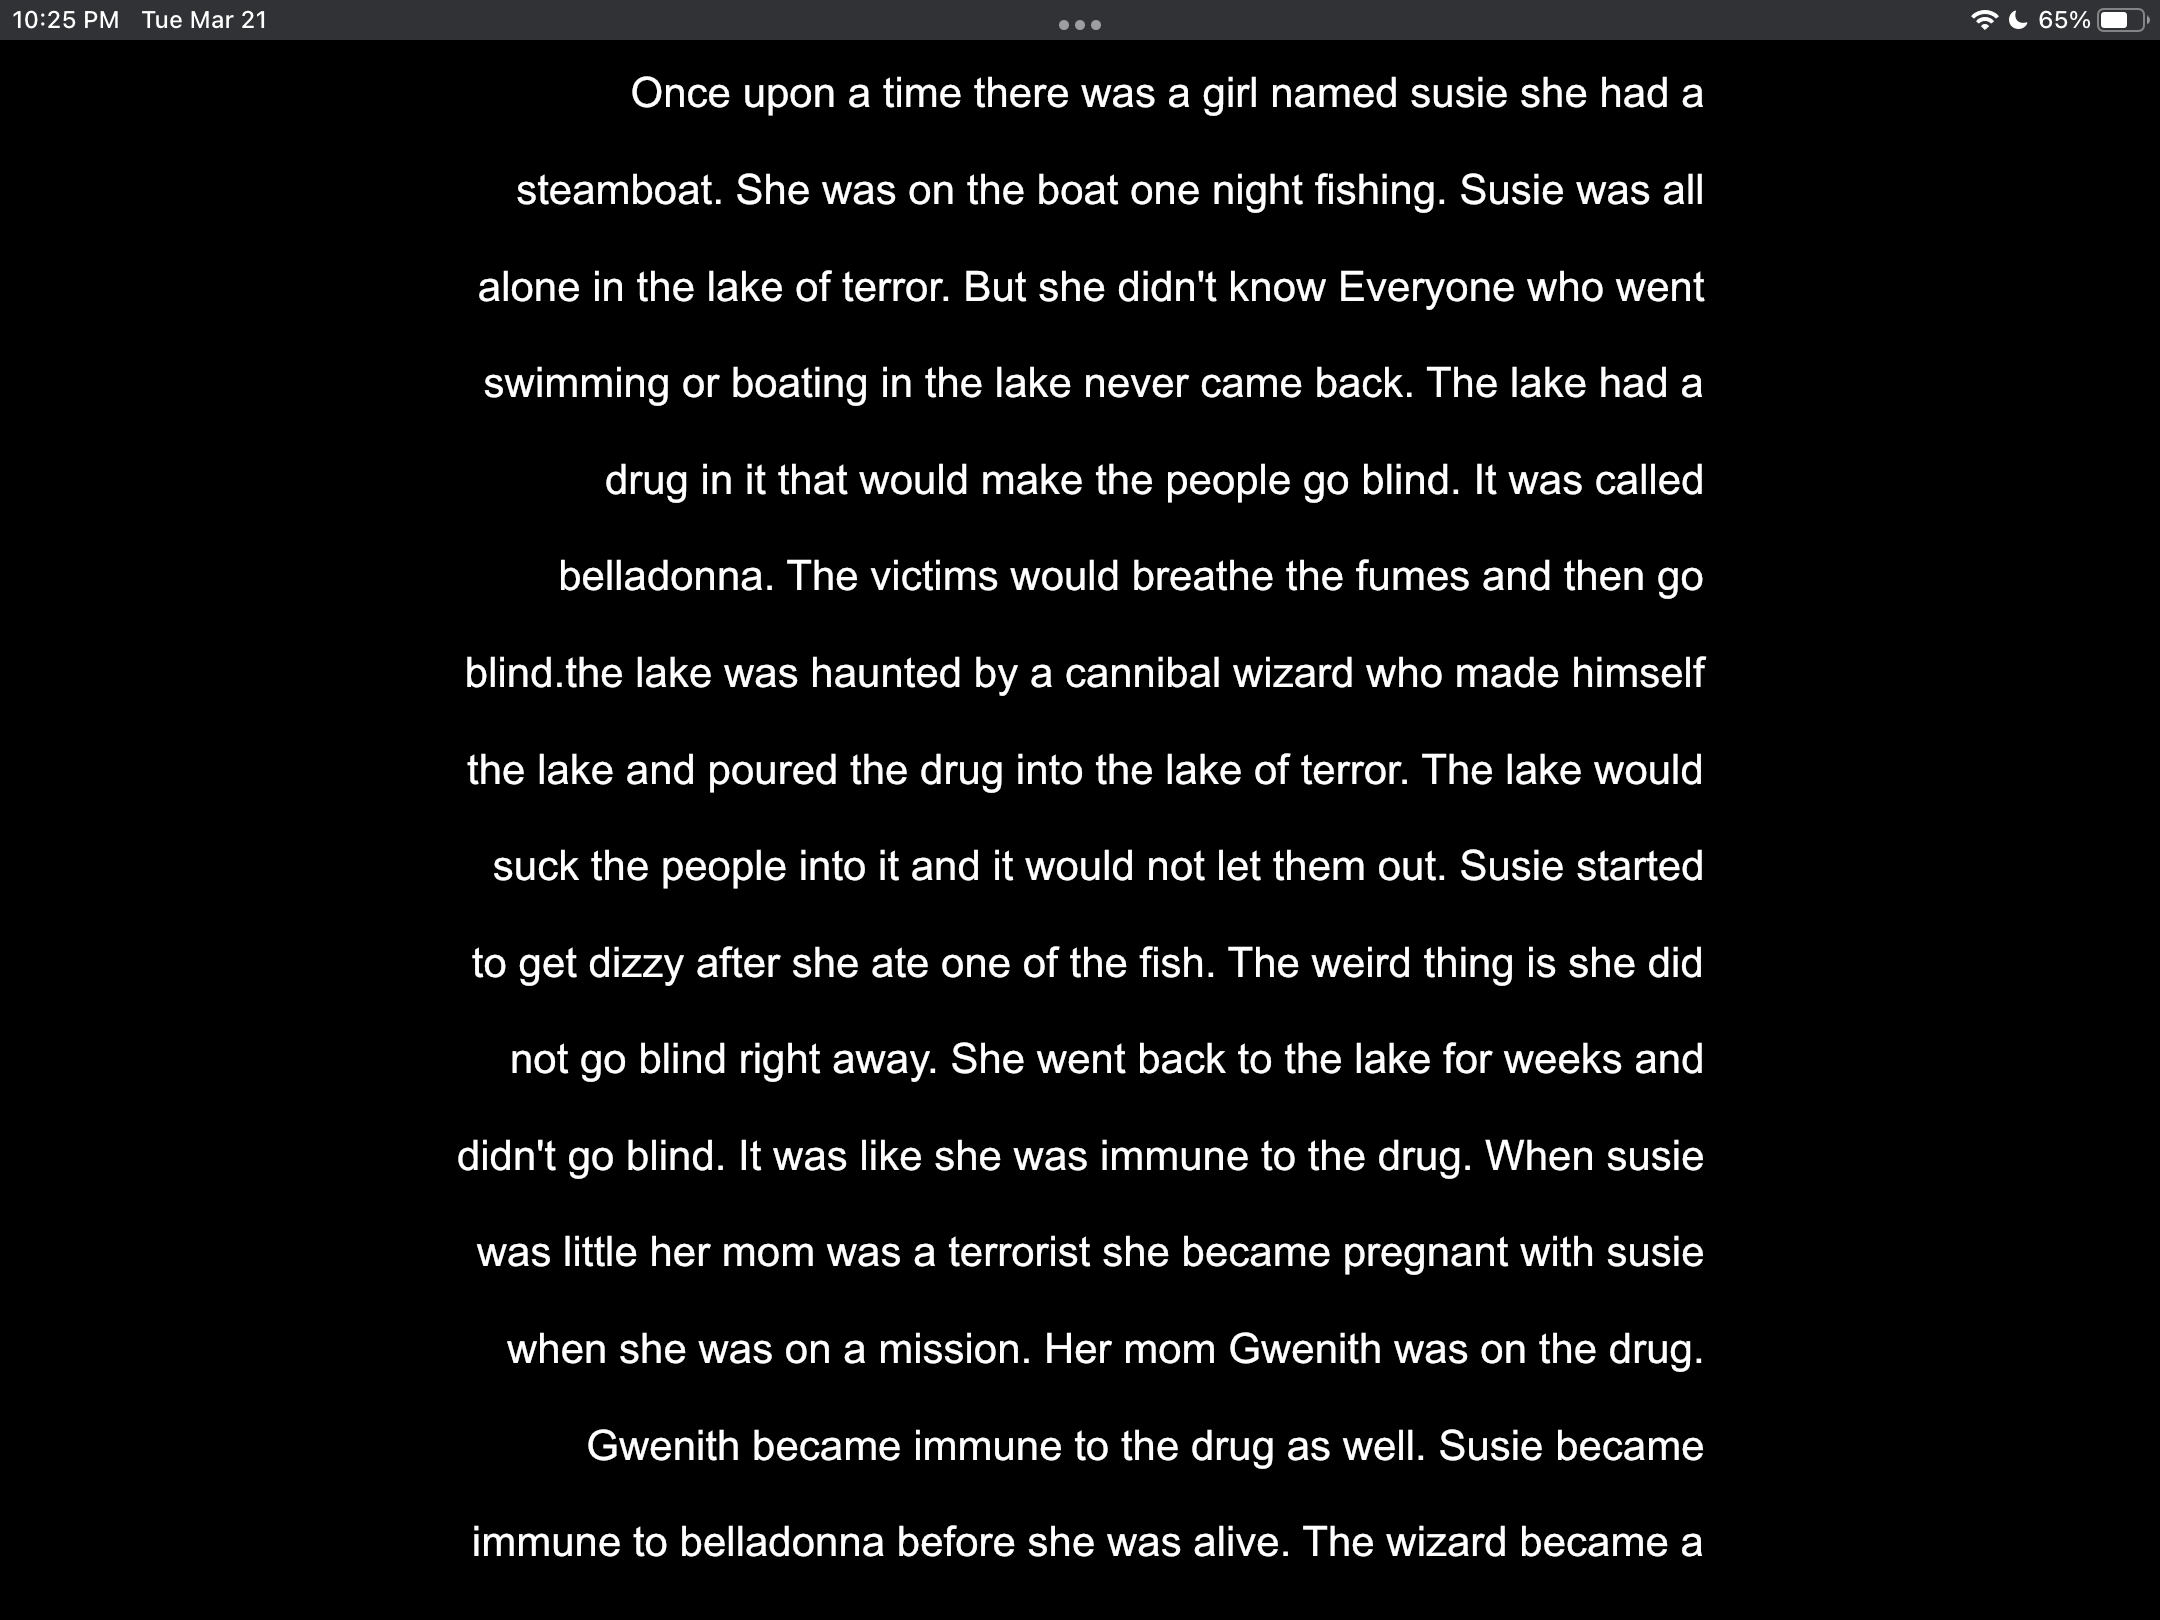 10:25 PM Tue Mar 21
65%
Once upon a time there was a girl named susie she had a
steamboat. She was on the boat one night fishing. Susie was all
alone in the lake of terror. But she didn't know Everyone who went
swimming or boating in the lake never came back. The lake had a
drug in it that would make the people go blind. It was called
belladonna. The victims would breathe the fumes and then go
blind.the lake was haunted by a cannibal wizard who made himself
the lake and poured the drug into the lake of terror. The lake would
suck the people into it and it would not let them out. Susie started
to get dizzy after she ate one of the fish. The weird thing is she did
not go blind right away. She went back to the lake for weeks and
didn't go blind. It was like she was immune to the drug. When susie
was little her mom was a terrorist she became pregnant with susie
when she was on a mission. Her mom Gwenith was on the drug.
Gwenith became immune to the drug as well. Susie became
immune to belladonna before she was alive. The wizard became a